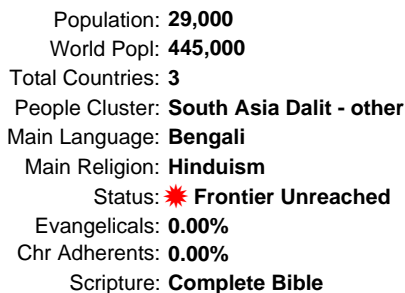 Population: 29,000
World Popl: 445,000
Total Countries: 3
People Cluster: South Asia Dalit - other
Main Language: Bengali
Main Religion: Hinduism
Status: Frontier Unreached
Evangelicals: 0.00%
Chr Adherents: 0.00%
Scripture: Complete Bible